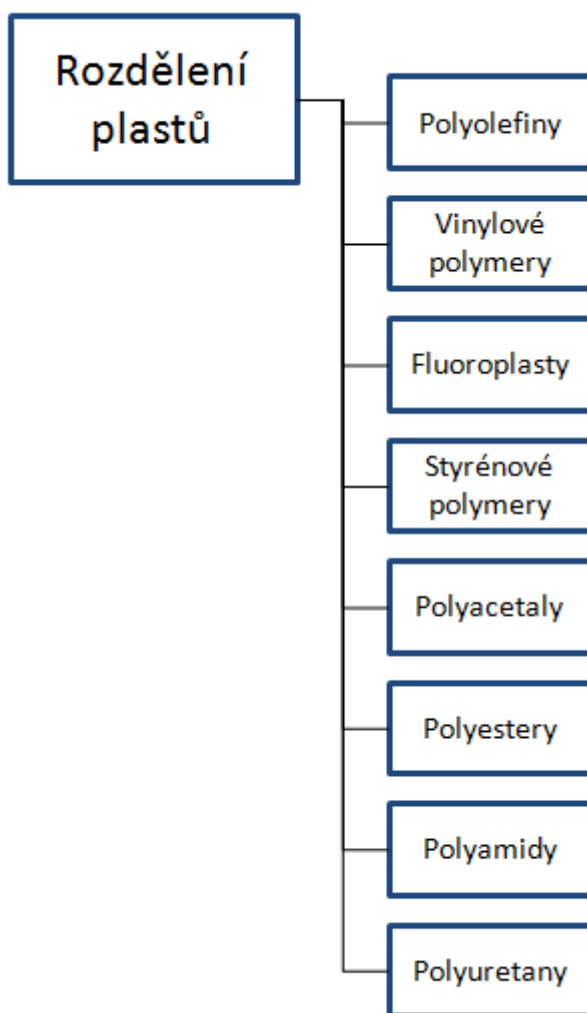 Rozdělení
plastů
Polyolefiny
Vinylové
polymery
Fluoroplasty
Styrénové
polymery
Polyacetaly
Polyestery
Polyamidy
Polyuretany